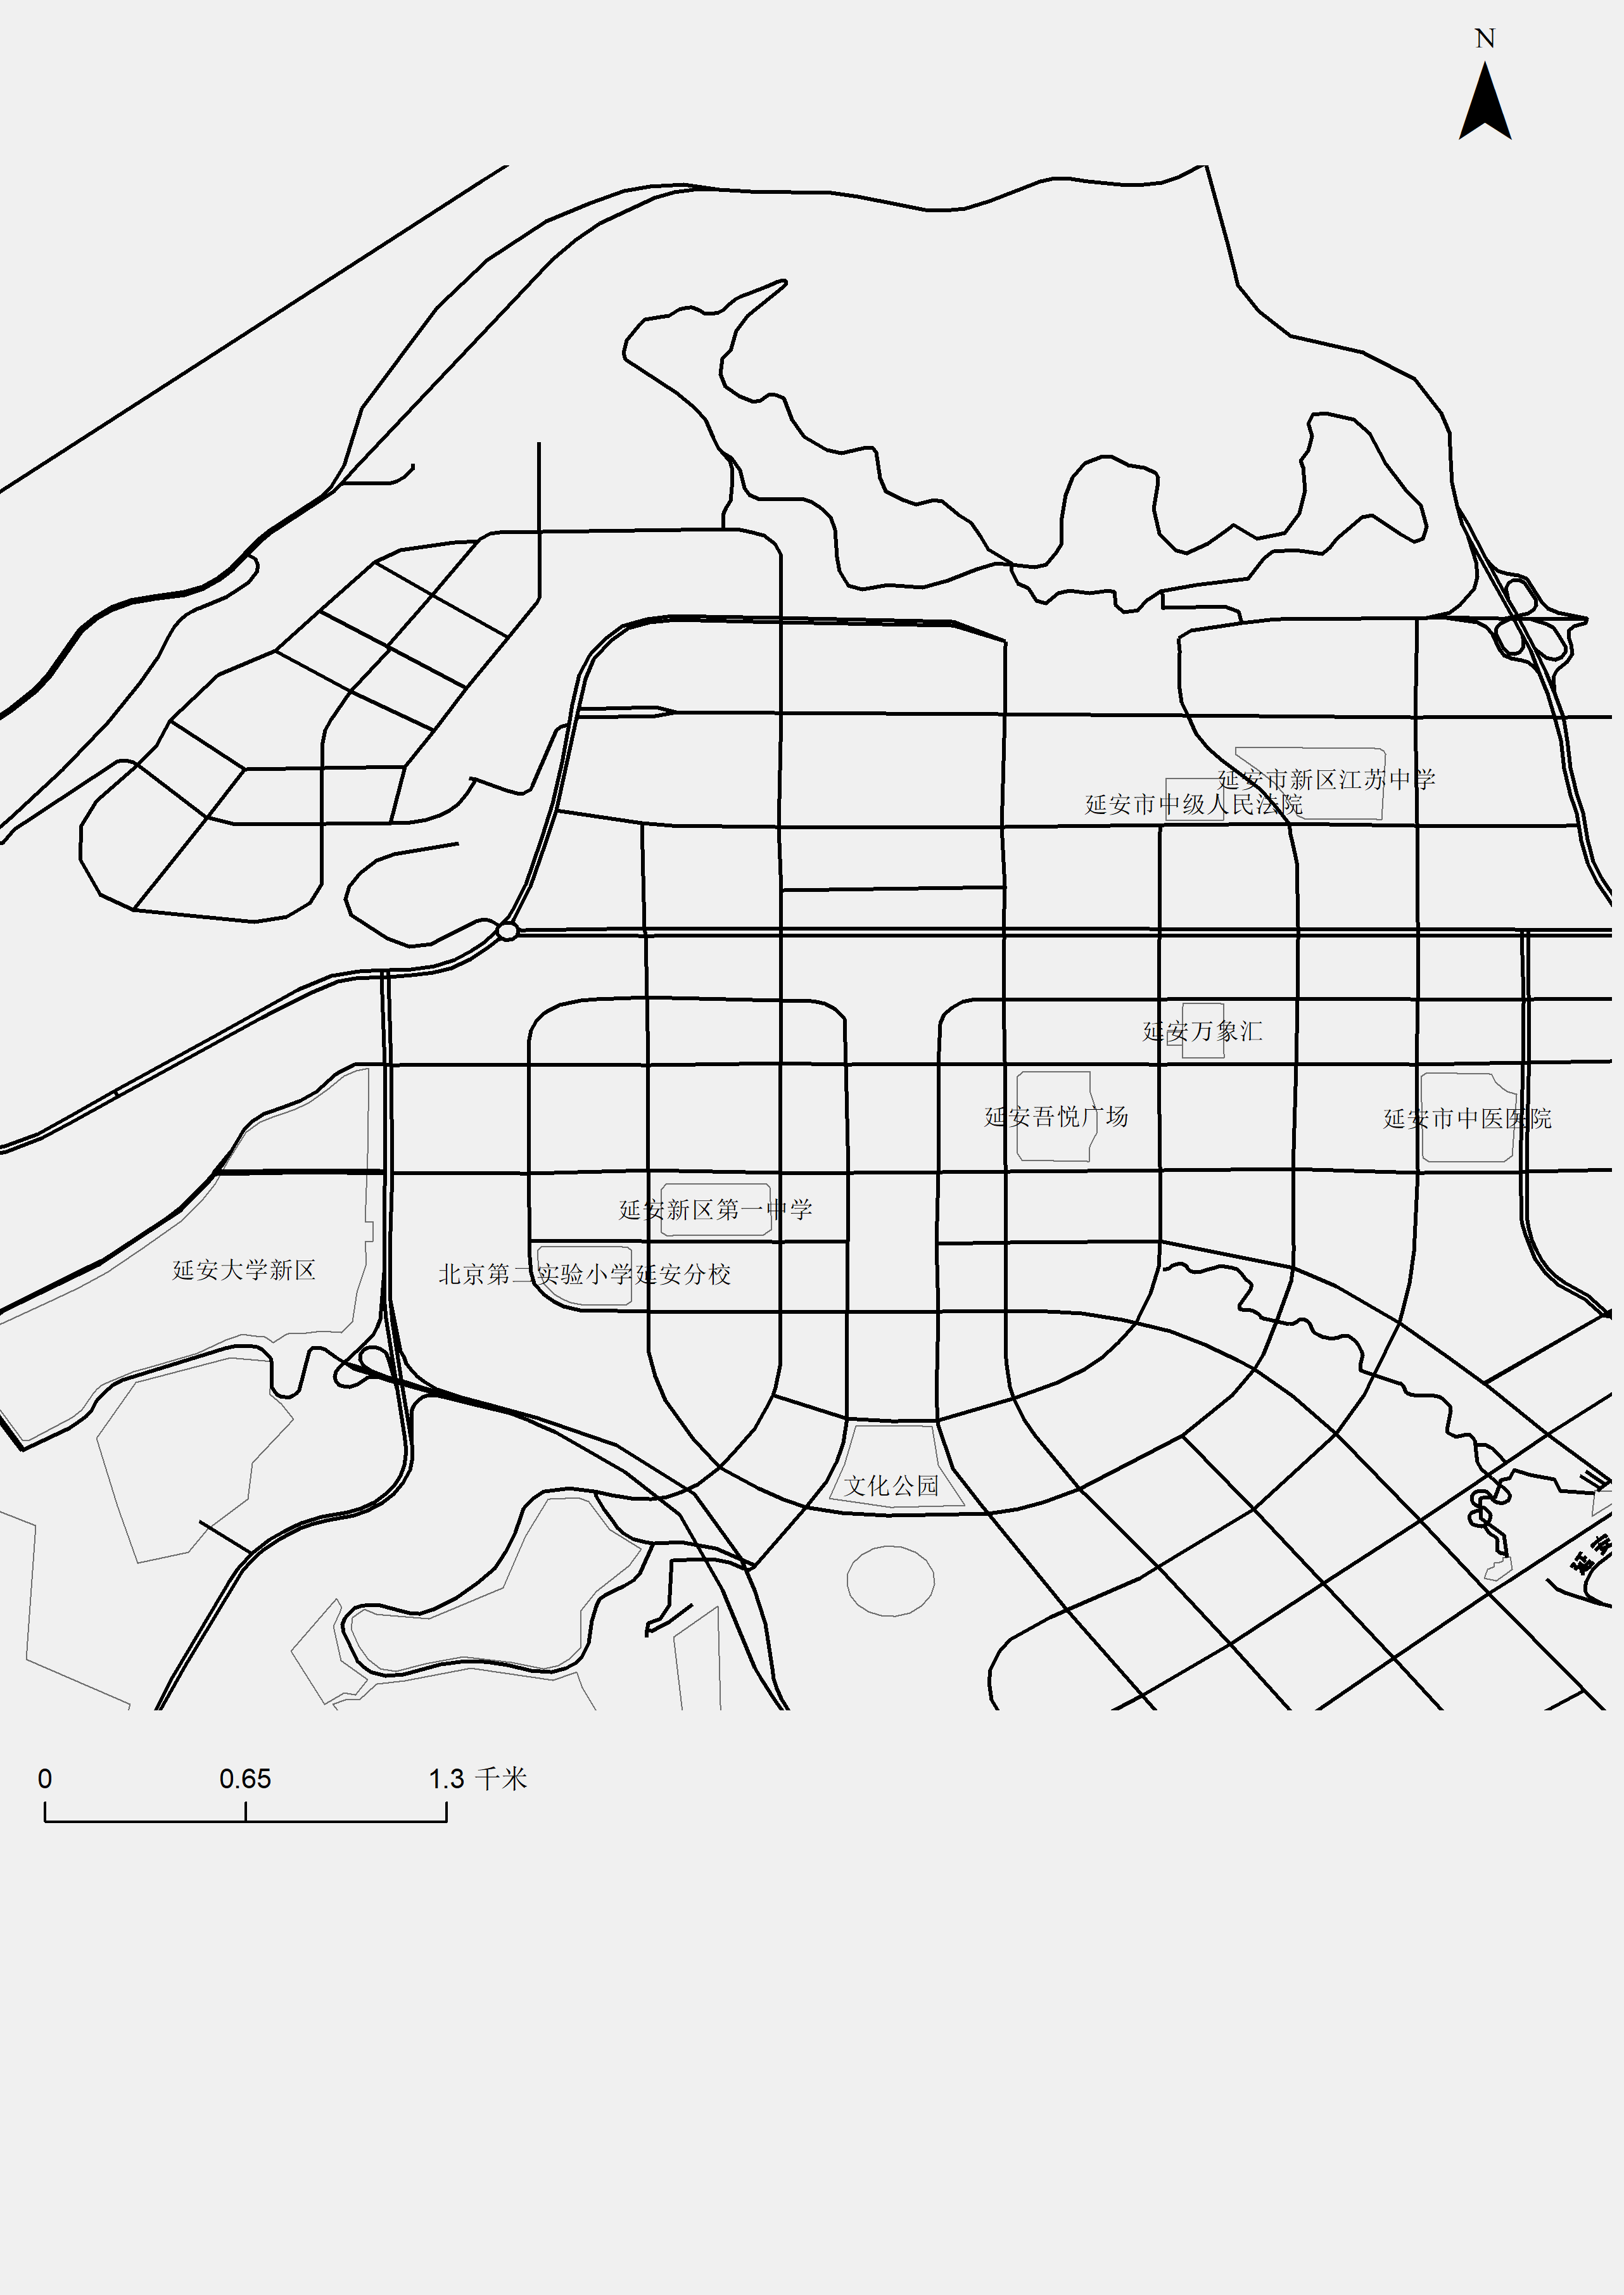 N
延安市新区江苏中学
延安市中级人民法院
延安万象汇
延安吾悦广场
延安市中医医院
延安新区第一中学
延安大学新区
北京第二实验小学延安分校
文化公园
延安
0 0.65 1.3 千米